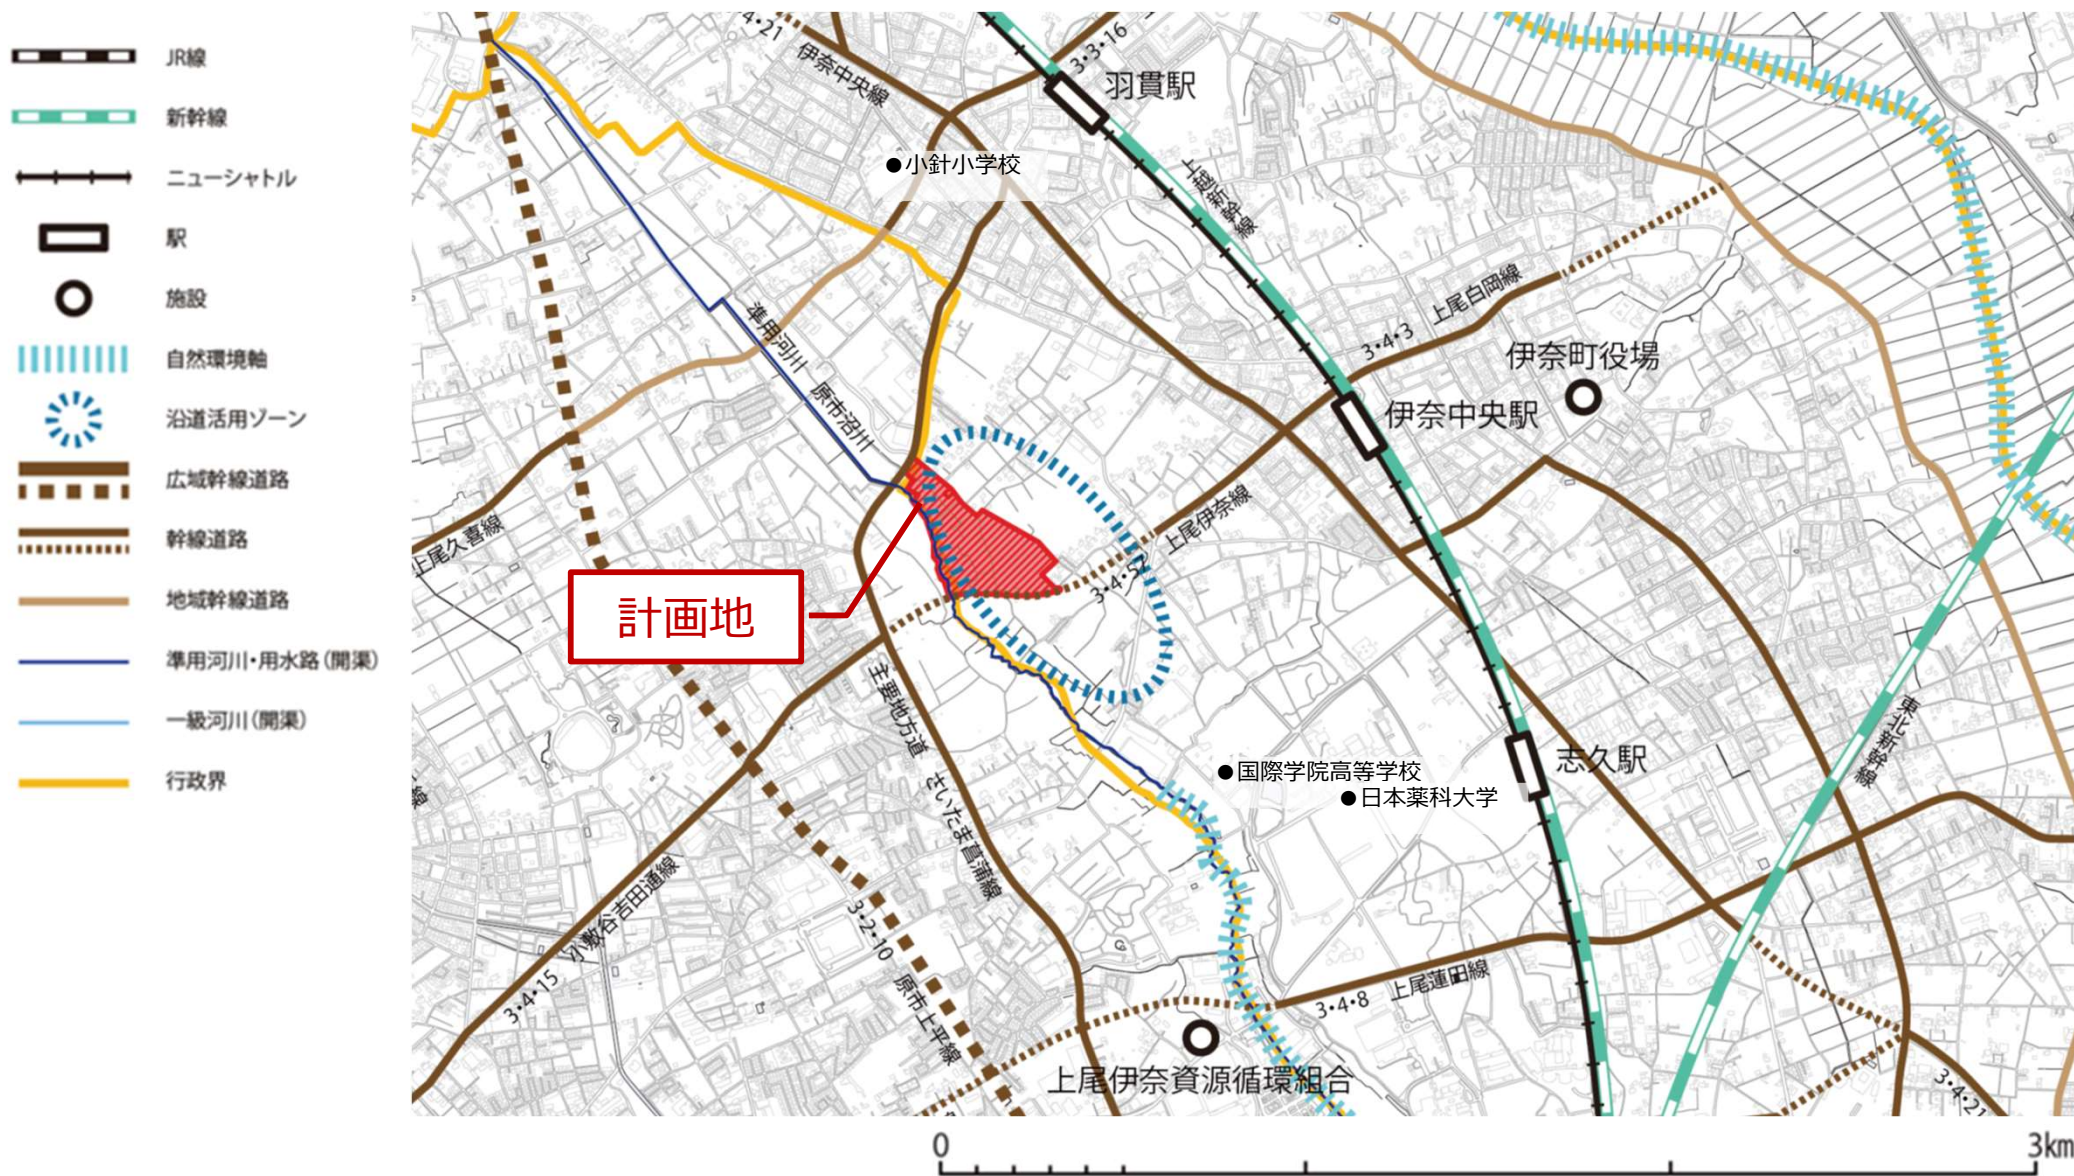 JR線
新幹線
ニューシャトル
駅
施設
自然環境軸
沿道活用ゾーン
広域幹線道路
幹線道路
地域幹線道路
準用河川・用水路（開渠）
一級河川（開渠）
行政界
4・21
伊奈中央線
3・3・16
羽貫駅
●小針小学校
上越新幹線
準用河川 原市沼川
上尾白岡線
3・4・3
伊奈町役場
伊奈中央駅
上尾久喜線
上尾伊奈線
3・4・57
計画地
主要地方道 さいたま菖蒲線
東北新幹線
志久駅
●国際学院高等学校
●日本薬科大学
線
小敷谷吉田通線
3・4・15
3・2・10 原市上平線
上尾蓮田線
3・4・8
上尾伊奈資源循環組合
3・4・21
0
3km